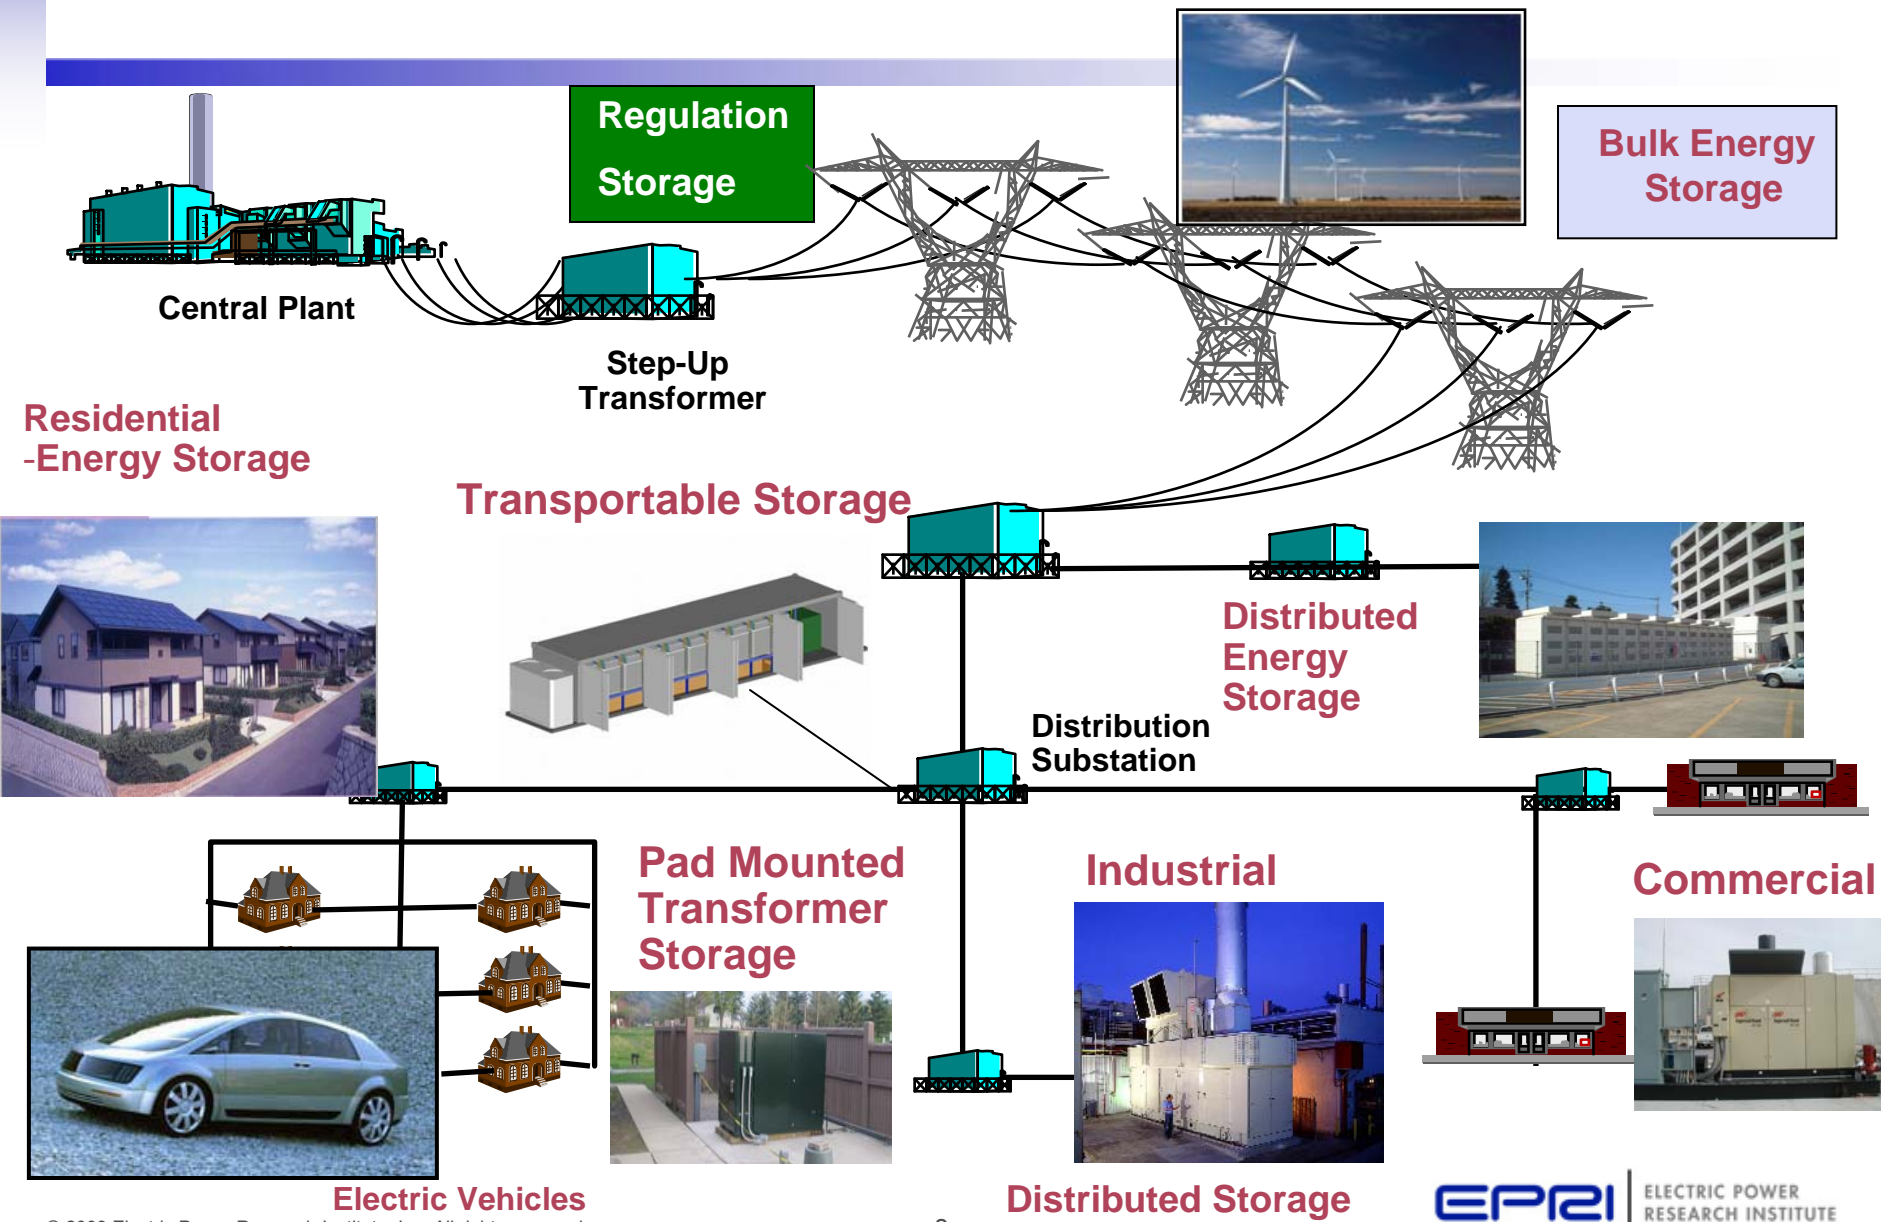 Regulation
Storage
Bulk Energy
Storage
Central Plant
Step-Up
Transformer
Residential
-Energy Storage
Transportable Storage
Distributed
Energy
Storage
Distribution
Substation
Pad Mounted
Transformer
Storage
Industrial
Commercial
Electric Vehicles
Distributed Storage
EPRI
ELECTRIC POWER
RESEARCH INSTITUTE